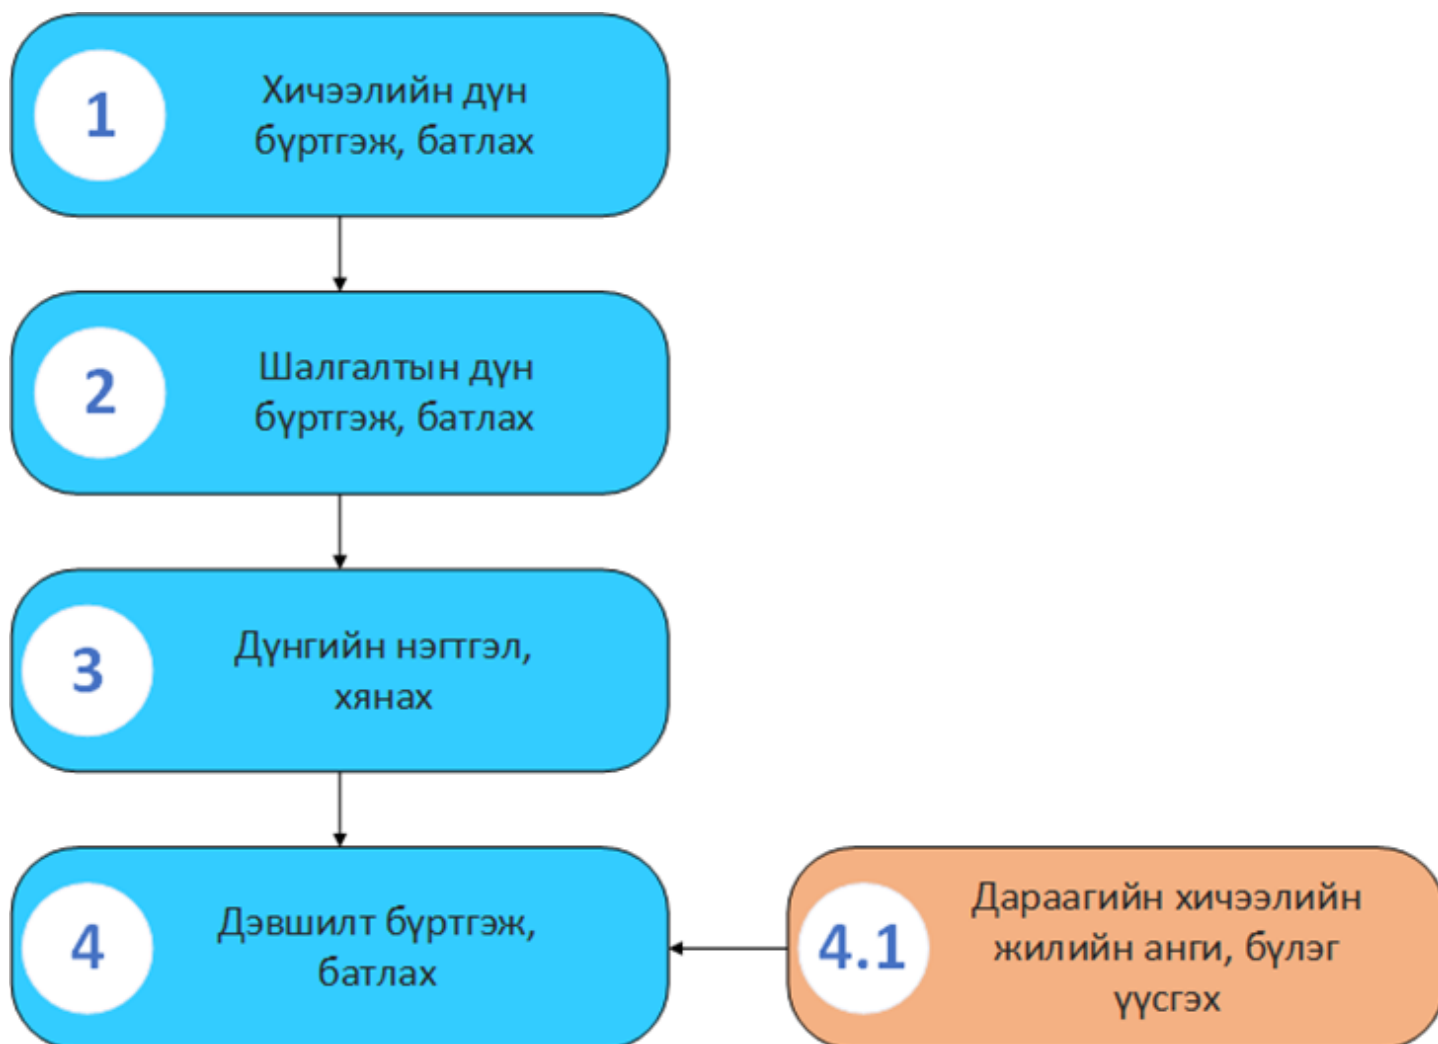 1
Хичээлийн дүн
бүртгэж, батлах
2
Шалгалтын дүн
бүртгэж, батлах
3
Дүнгийн нэгтгэл,
хянах
4
Дэвшилт бүртгэж,
батлах
4.1
Дараагийн хичээлийн
жилийн анги, бүлэг
үүсгэх